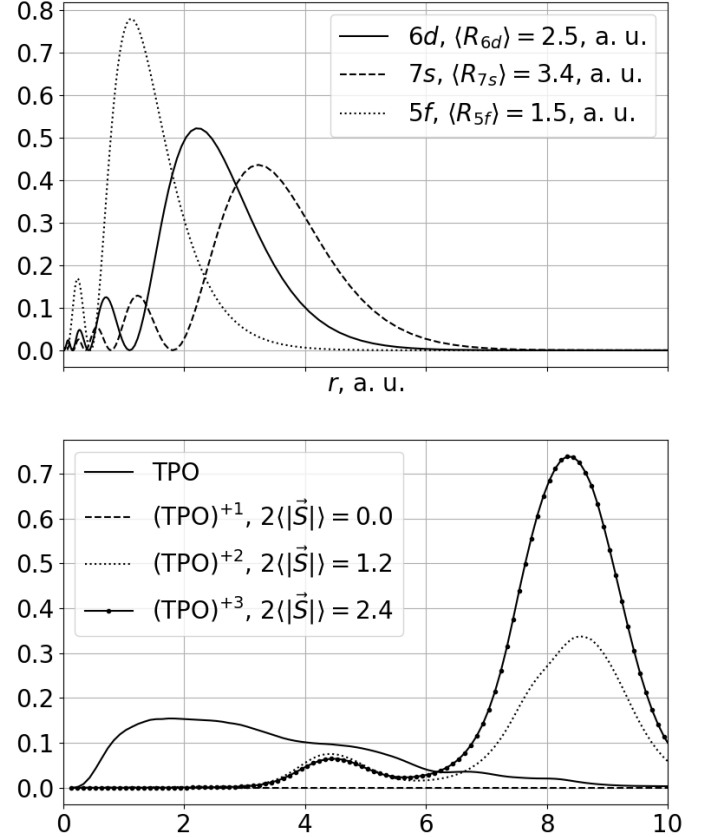 0.8
0.7
0.6
0.5
0.4
0.3
0.2
0.1
0.0
6d, ⟨R₆d⟩ = 2.5, a. u.
7s, ⟨R₇s⟩ = 3.4, a. u.
5f, ⟨R₅f⟩ = 1.5, a. u.
r, a. u.
0.7
0.6
0.5
0.4
0.3
0.2
0.1
0.0
TPO
(TPO)⁺¹, 2⟨|S⃗|⟩ = 0.0
(TPO)⁺², 2⟨|S⃗|⟩ = 1.2
(TPO)⁺³, 2⟨|S⃗|⟩ = 2.4
0 2 4 6 8 10